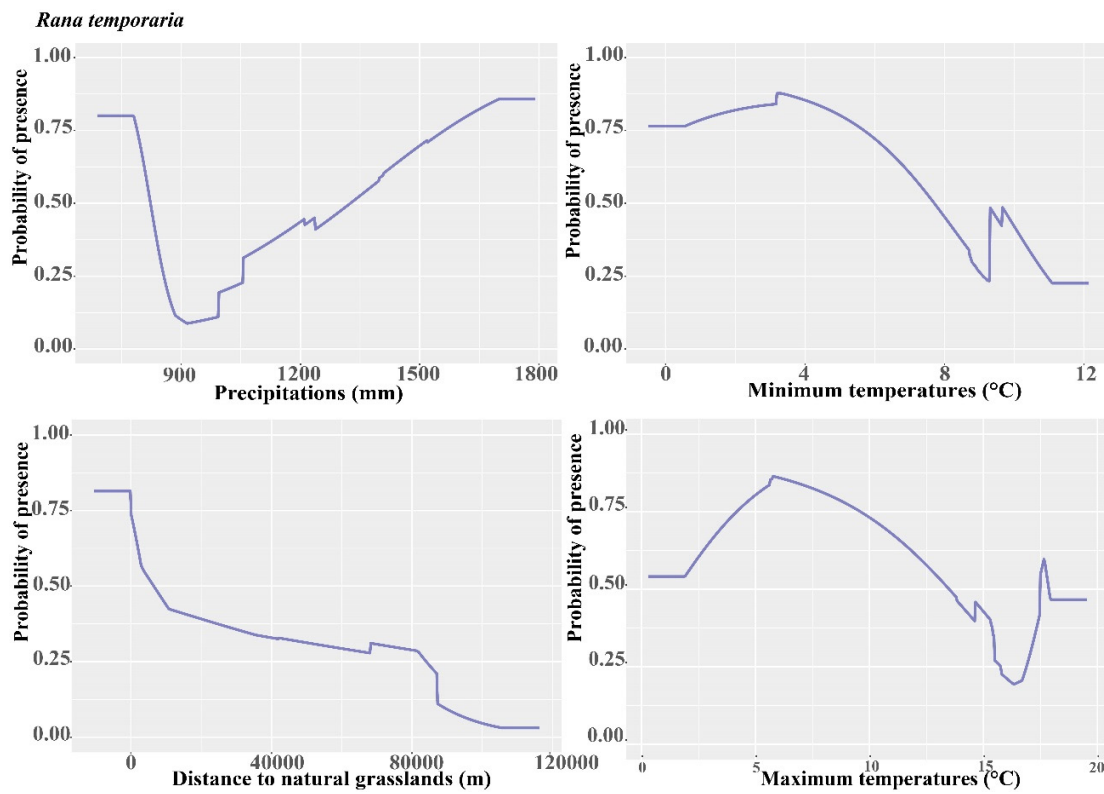 Rana temporaria
1.00
0.75
0.50
0.25
0.00
Probability of presence
900 1200 1500 1800
Precipitations (mm)
1.00
0.75
0.50
0.25
0.00
Probability of presence
0 4 8 12
Minimum temperatures (°C)
1.00
0.75
0.50
0.25
0.00
Probability of presence
0 40000 80000 120000
Distance to natural grasslands (m)
1.00
0.75
0.50
0.25
0.00
Probability of presence
0 5 10 15 20
Maximum temperatures (°C)